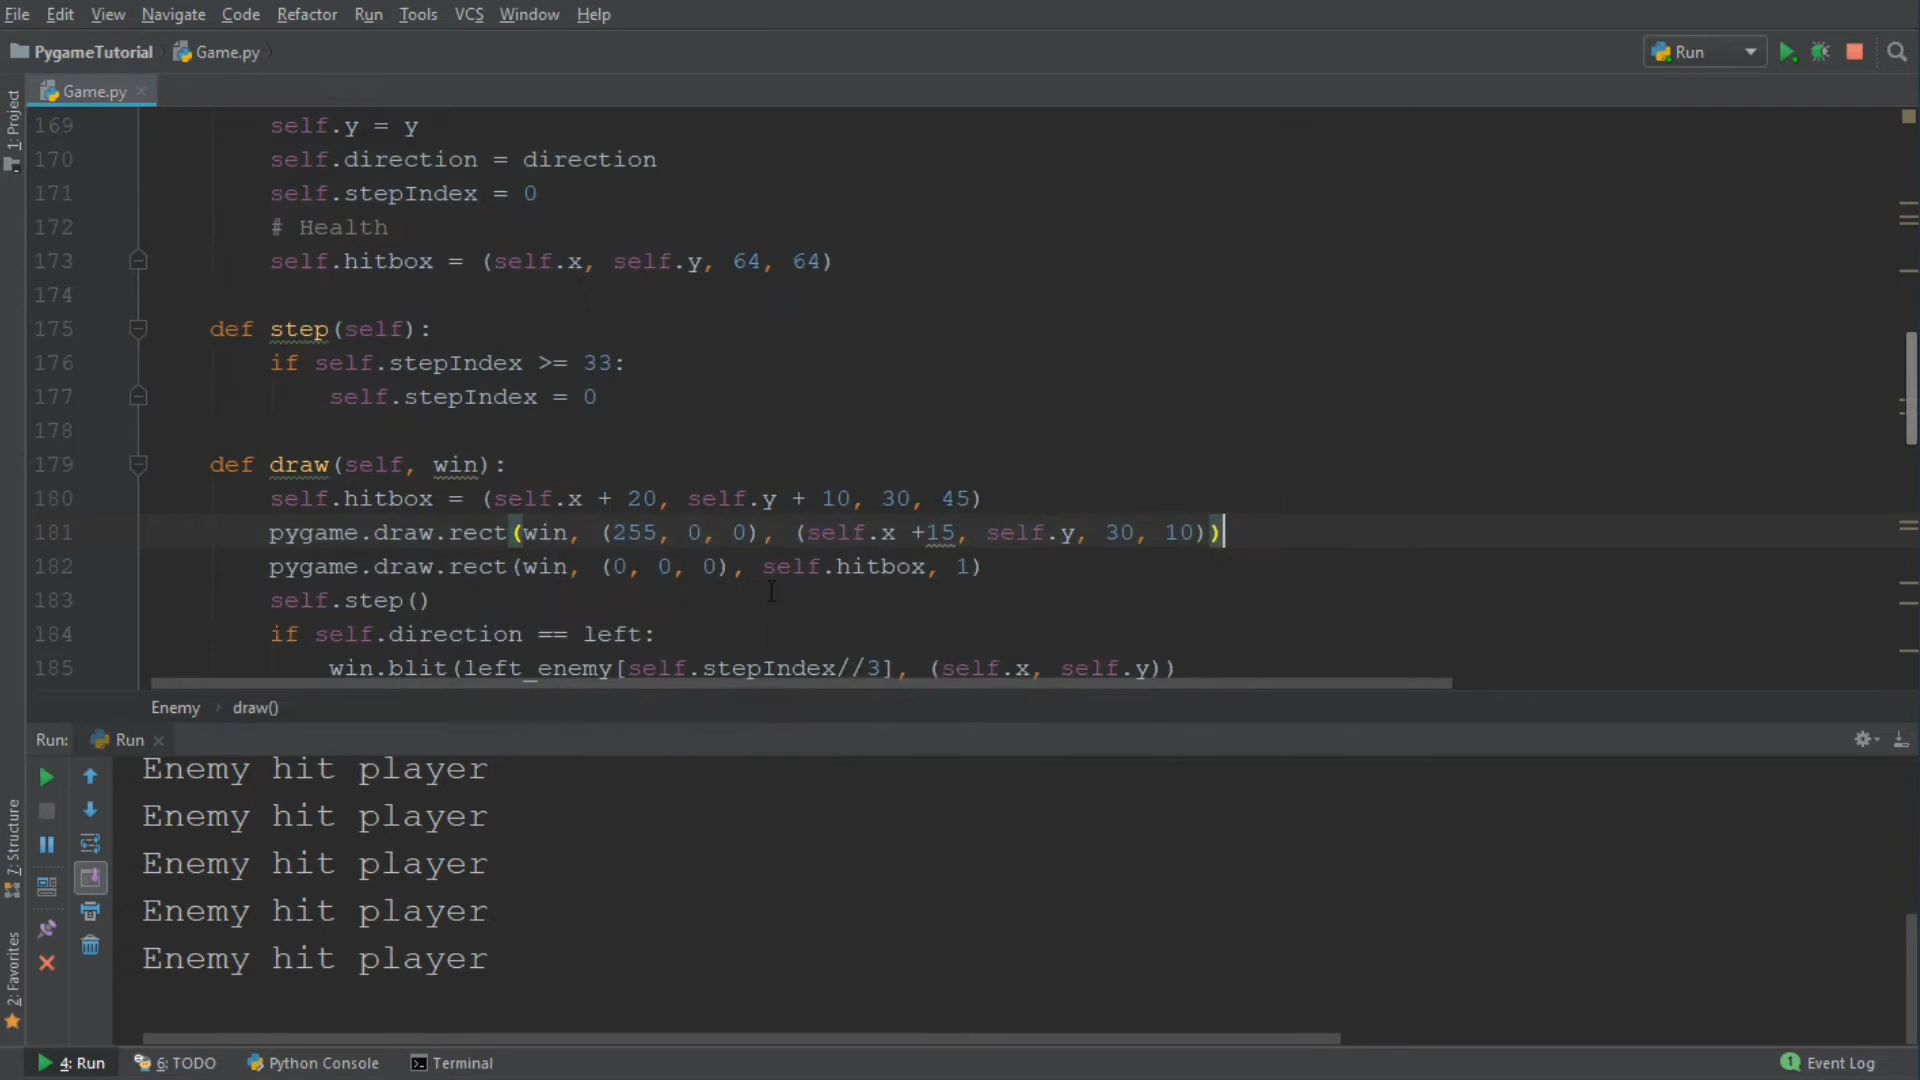 File Edit View Navigate Code Refactor Run Tools VCS Window Help
PygameTutorial Game.py Run
Game.py
1: Project
169 self.y = y
170 self.direction = direction
171 self.stepIndex = 0
172 # Health
173 self.hitbox = (self.x, self.y, 64, 64)
174
175 def step(self):
176 if self.stepIndex >= 33:
177 self.stepIndex = 0
178
179 def draw(self, win):
180 self.hitbox = (self.x + 20, self.y + 10, 30, 45)
181 pygame.draw.rect(win, (255, 0, 0), (self.x +15, self.y, 30, 10))
182 pygame.draw.rect(win, (0, 0, 0), self.hitbox, 1)
183 self.step()
184 if self.direction == left:
185 win.blit(left_enemy[self.stepIndex//3], (self.x, self.y))
Enemy draw()
Run: Run
Enemy hit player
Enemy hit player
Enemy hit player
Enemy hit player
Enemy hit player
7: Structure
2: Favorites
4: Run 6: TODO Python Console Terminal 1 Event Log